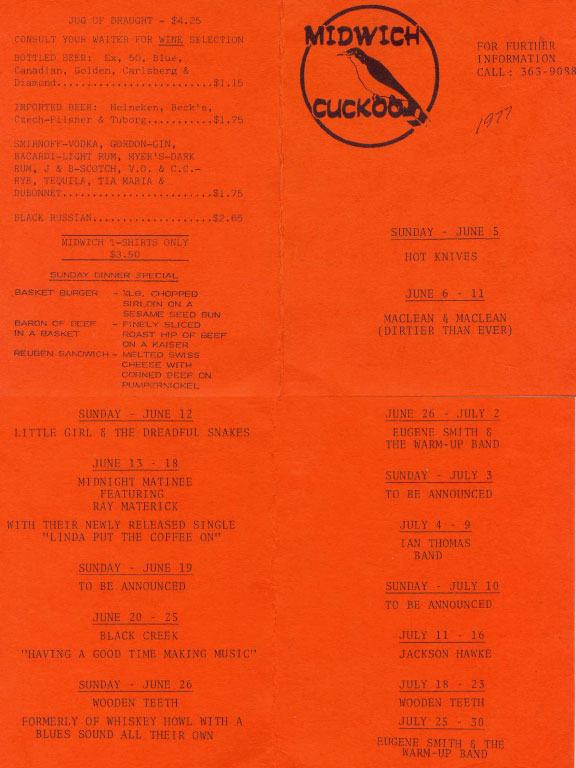 JUG OF DRAUGHT - $4.25
CONSULT YOUR WAITER FOR WINE SELECTION
BOTTLED BEER: Ex, 50, Blue,
Canadian, Golden, Carlsberg &
Diamond..........................$1.15
IMPORTED BEER: Heineken, Beck's,
Czech-Pilsner & Tuborg...........$1.75
SMIRNOFF-VODKA, GORDON-GIN,
BACARDI-LIGHT RUM, MYER'S-DARK
RUM, J & B-SCOTCH, V.O. & C.C.-
RYE, TEQUILA, TIA MARIA &
DUBONNET.........................$1.75
BLACK RUSSIAN....................$2.65
MIDWICH T-SHIRTS ONLY
$3.50
SUNDAY DINNER SPECIAL
BASKET BURGER - ¼LB. CHOPPED
SIRLOIN ON A
SESAME SEED BUN
BARON OF BEEF - FINELY SLICED
IN A BASKET ROAST HIP OF BEEF
ON A KAISER
REUBEN SANDWICH - MELTED SWISS
CHEESE WITH
CORNED BEEF ON
PUMPERNICKEL
MIDWICH
CUCKOO
FOR FURTHER
INFORMATION
CALL: 363-9088
1977
SUNDAY - JUNE 5
HOT KNIVES
JUNE 6 - 11
MACLEAN & MACLEAN
(DIRTIER THAN EVER)
SUNDAY - JUNE 12
LITTLE GIRL & THE DREADFUL SNAKES
JUNE 13 - 18
MIDNIGHT MATINEE
FEATURING
RAY MATERICK
WITH THEIR NEWLY RELEASED SINGLE
"LINDA PUT THE COFFEE ON"
SUNDAY - JUNE 19
TO BE ANNOUNCED
JUNE 20 - 25
BLACK CREEK
"HAVING A GOOD TIME MAKING MUSIC"
SUNDAY - JUNE 26
WOODEN TEETH
FORMERLY OF WHISKEY HOWL WITH A
BLUES SOUND ALL THEIR OWN
JUNE 26 - JULY 2
EUGENE SMITH &
THE WARM-UP BAND
SUNDAY - JULY 3
TO BE ANNOUNCED
JULY 4 - 9
IAN THOMAS
BAND
SUNDAY - JULY 10
TO BE ANNOUNCED
JULY 11 - 16
JACKSON HAWKE
JULY 18 - 23
WOODEN TEETH
JULY 25 - 30
EUGENE SMITH & THE
WARM-UP BAND